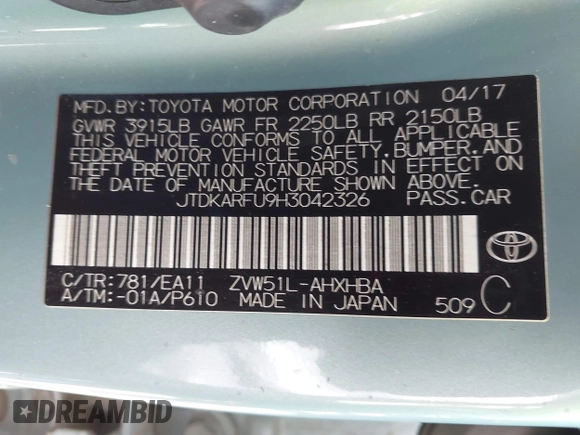 MFD. BY: TOYOTA MOTOR CORPORATION 04/17
GVWR 3915LB GAWR FR 2250LB RR 2150LB
THIS VEHICLE CONFORMS TO ALL APPLICABLE
FEDERAL MOTOR VEHICLE SAFETY, BUMPER, AND
THEFT PREVENTION STANDARDS IN EFFECT ON
THE DATE OF MANUFACTURE SHOWN ABOVE.
JTDKARFU9H3042326 PASS. CAR
C/TR: 781/EA11 ZVW51L-AHXHBA
A/TM: -01A/P610 MADE IN JAPAN 509 C
DREAMBID